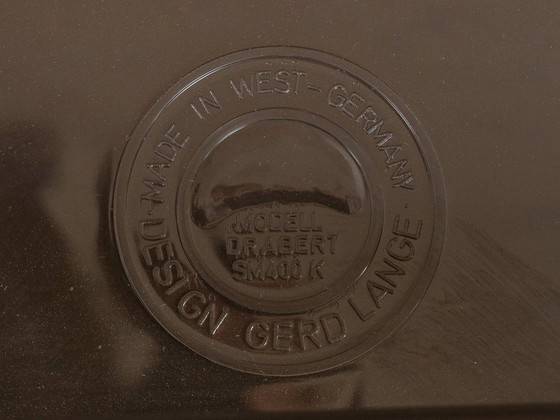 ·MADE IN WEST-GERMANY·
DESIGN GERD LANGE
MODELL
DRABERT
SM400 K